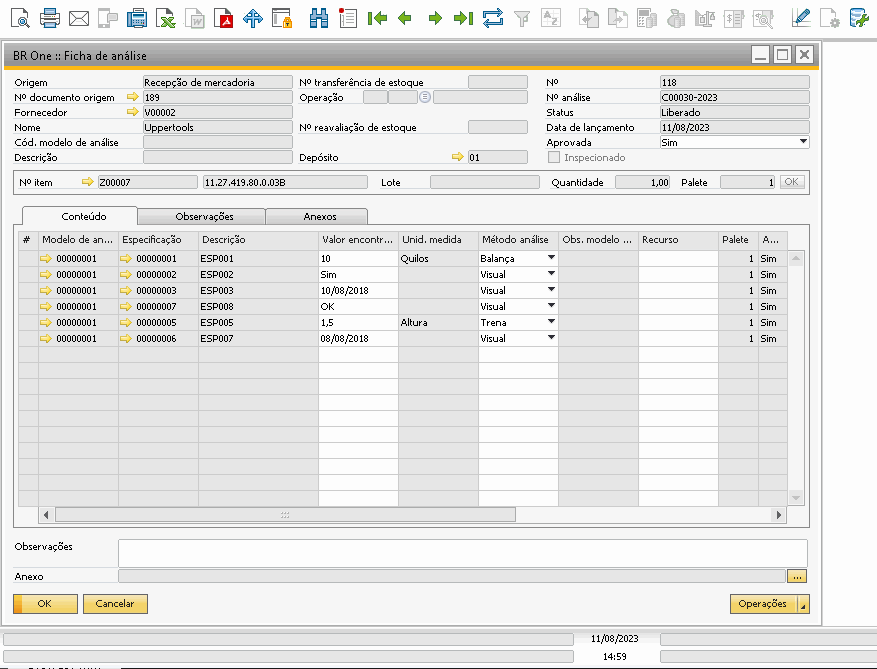 BR One :: Ficha de análise
Origem Recepção de mercadoria Nº transferência de estoque Nº 118
Nº documento origem 189 Operação Nº análise C00030-2023
Fornecedor V00002 Status Liberado
Nome Uppertools Nº reavaliação de estoque Data de lançamento 11/08/2023
Cód. modelo de análise Aprovada Sim
Descrição Depósito 01 Inspecionado
Nº item Z00007 11.27.419.80.0.03B Lote Quantidade 1,00 Palete 1 OK
Conteúdo Observações Anexos
# Modelo de an... Especificação Descrição Valor encontr... Unid. medida Método análise Obs. modelo ... Recurso Palete A...
00000001 00000001 ESP001 10 Quilos Balança 1 Sim
00000001 00000002 ESP002 Sim Visual 1 Sim
00000001 00000003 ESP003 10/08/2018 Visual 1 Sim
00000001 00000007 ESP008 OK Visual 1 Sim
00000001 00000005 ESP005 1,5 Altura Trena 1 Sim
00000001 00000006 ESP007 08/08/2018 Visual 1 Sim
Observações
Anexo ...
OK Cancelar Operações
11/08/2023
14:59